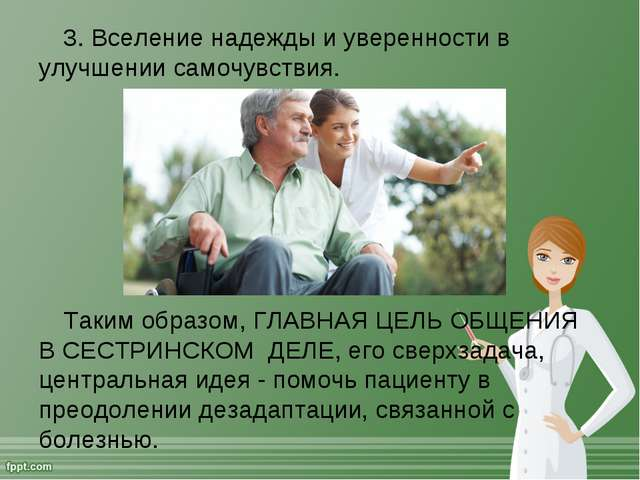 3. Вселение надежды и уверенности в
улучшении самочувствия.
Таким образом, ГЛАВНАЯ ЦЕЛЬ ОБЩЕНИЯ
В СЕСТРИНСКОМ ДЕЛЕ, его сверхзадача,
центральная идея - помочь пациенту в
преодолении дезадаптации, связанной с
болезнью.
fppt.com